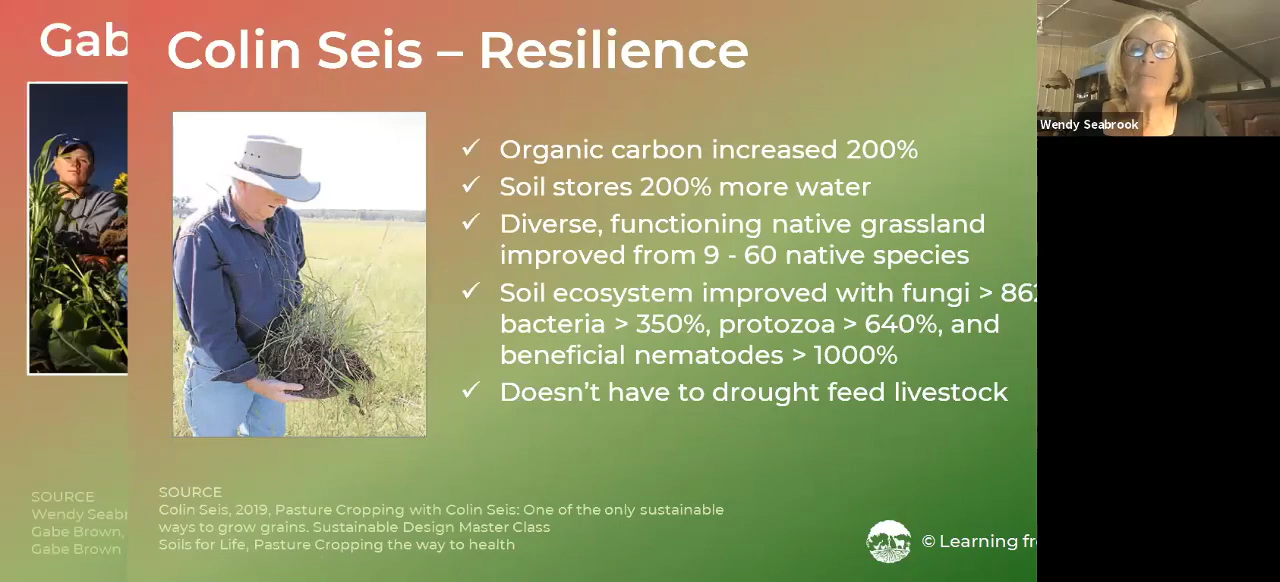 Gab
Colin Seis – Resilience
✓ Organic carbon increased 200%
✓ Soil stores 200% more water
✓ Diverse, functioning native grassland
improved from 9 - 60 native species
✓ Soil ecosystem improved with fungi > 862
bacteria > 350%, protozoa > 640%, and
beneficial nematodes > 1000%
✓ Doesn’t have to drought feed livestock
SOURCE
Wendy Seabr
Gabe Brown,
Gabe Brown
SOURCE
Colin Seis, 2019, Pasture Cropping with Colin Seis: One of the only sustainable
ways to grow grains. Sustainable Design Master Class
Soils for Life, Pasture Cropping the way to health
© Learning fr
Wendy Seabrook